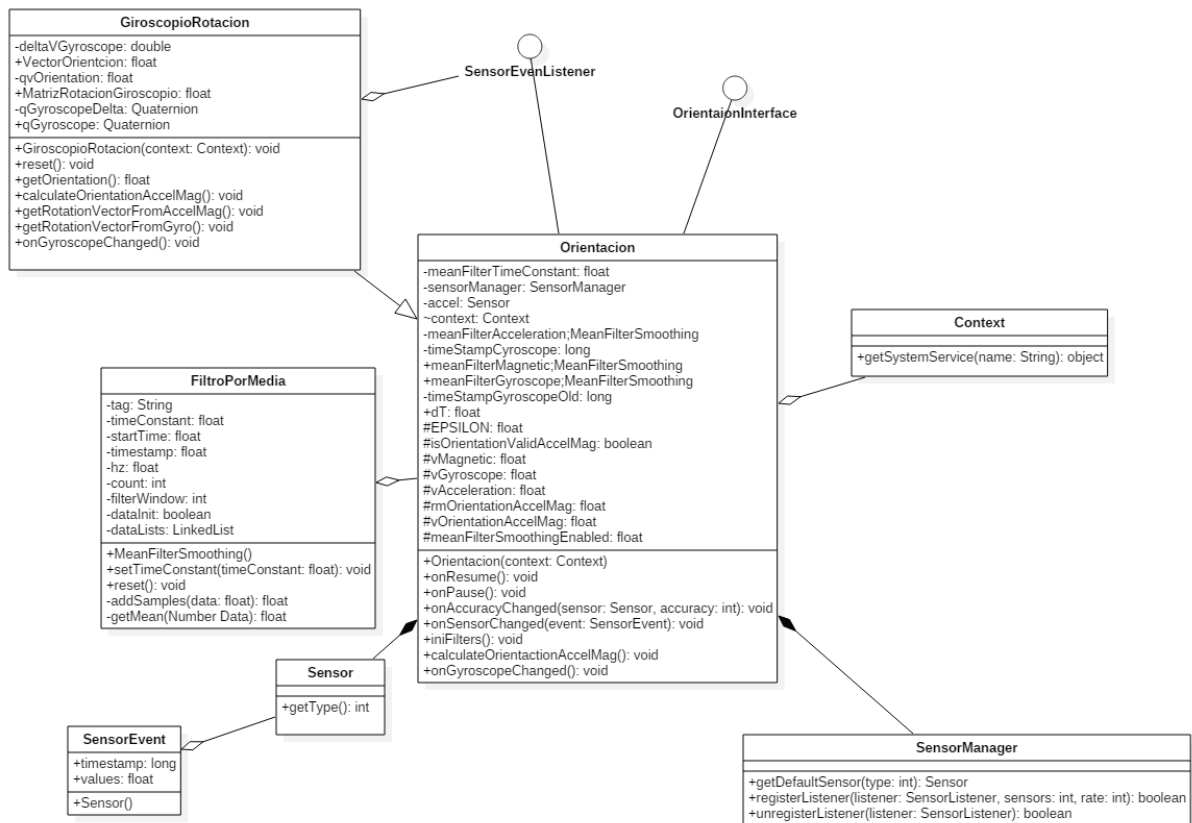 GiroscopioRotacion
-deltaVGyroscope: double
+VectorOrientcion: float
-qvOrientation: float
+MatrizRotacionGiroscopio: float
-qGyroscopeDelta: Quaternion
+qGyroscope: Quaternion
+GiroscopioRotacion(context: Context): void
+reset(): void
+getOrientation(): float
+calculateOrientationAccelMag(): void
+getRotationVectorFromAccelMag(): void
+getRotationVectorFromGyro(): void
+onGyroscopeChanged(): void
SensorEvenListener
OrientaionInterface
Orientacion
-meanFilterTimeConstant: float
-sensorManager: SensorManager
-accel: Sensor
~context: Context
-meanFilterAcceleration;MeanFilterSmoothing
-timeStampCyroscope: long
+meanFilterMagnetic;MeanFilterSmoothing
+meanFilterGyroscope;MeanFilterSmoothing
-timeStampGyroscopeOld: long
+dT: float
#EPSILON: float
#isOrientationValidAccelMag: boolean
#vMagnetic: float
#vGyroscope: float
#vAcceleration: float
#rmOrientationAccelMag: float
#vOrientationAccelMag: float
#meanFilterSmoothingEnabled: float
+Orientacion(context: Context)
+onResume(): void
+onPause(): void
+onAccuracyChanged(sensor: Sensor, accuracy: int): void
+onSensorChanged(event: SensorEvent): void
+iniFilters(): void
+calculateOrientactionAccelMag(): void
+onGyroscopeChanged(): void
Context
+getSystemService(name: String): object
FiltroPorMedia
-tag: String
-timeConstant: float
-startTime: float
-timestamp: float
-hz: float
-count: int
-filterWindow: int
-dataInit: boolean
-dataLists: LinkedList
+MeanFilterSmoothing()
+setTimeConstant(timeConstant: float): void
+reset(): void
-addSamples(data: float): float
-getMean(Number Data): float
Sensor
+getType(): int
SensorEvent
+timestamp: long
+values: float
+Sensor()
SensorManager
+getDefaultSensor(type: int): Sensor
+registerListener(listener: SensorListener, sensors: int, rate: int): boolean
+unregisterListener(listener: SensorListener): boolean